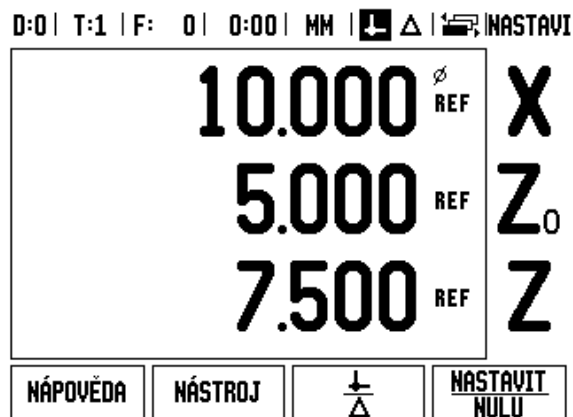 D:0 | T:1 | F: 0 | 0:00 | MM | Δ | NASTAVI
10.000 Ø REF X
5.000 REF Z0
7.500 REF Z
NÁPOVĚDA NÁSTROJ Δ NASTAVIT
NULU